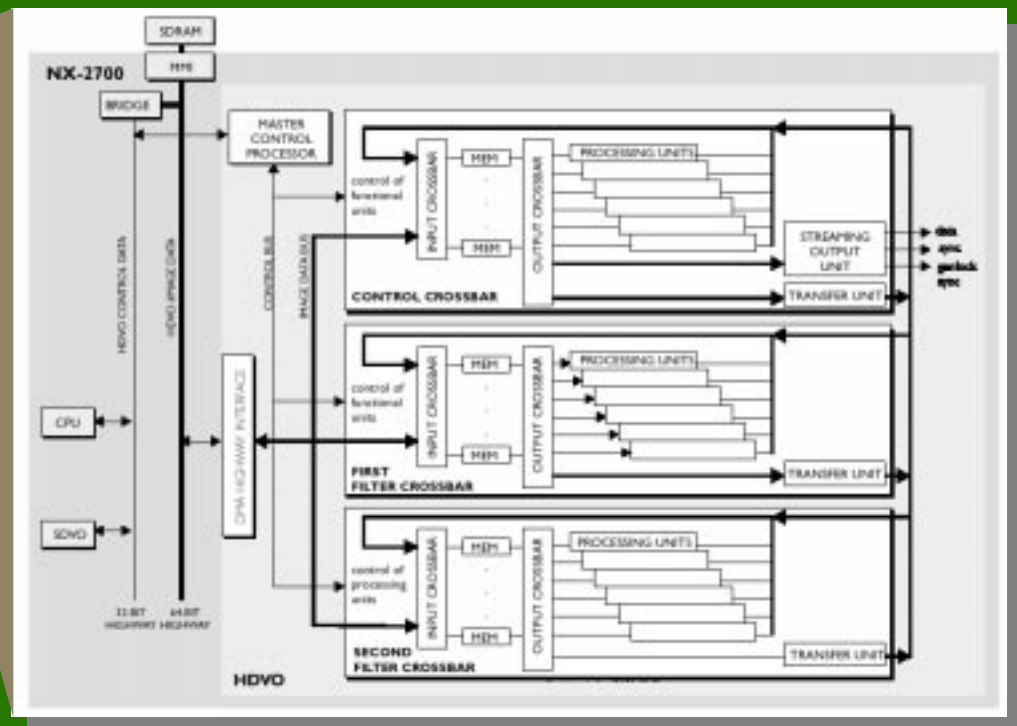 SDRAM
NX-2700
MMI
BRIDGE
MASTER
CONTROL
PROCESSOR
HDVO CONTROL DATA
HDVO IMAGE DATA
CONTROL BUS
IMAGE DATA BUS
control of
functional
units
INPUT CROSSBAR
MEM
MEM
OUTPUT CROSSBAR
PROCESSING UNITS
STREAMING
OUTPUT
UNIT
data
sync
genlock
sync
TRANSFER UNIT
CONTROL CROSSBAR
CPU
SDVO
DMA HIGHWAY INTERFACE
control of
functional
units
INPUT CROSSBAR
MEM
MEM
OUTPUT CROSSBAR
PROCESSING UNITS
TRANSFER UNIT
FIRST
FILTER CROSSBAR
control of
processing
units
INPUT CROSSBAR
MEM
MEM
OUTPUT CROSSBAR
PROCESSING UNITS
TRANSFER UNIT
SECOND
FILTER CROSSBAR
32-BIT
HIGHWAY
64-BIT
HIGHWAY
HDVO